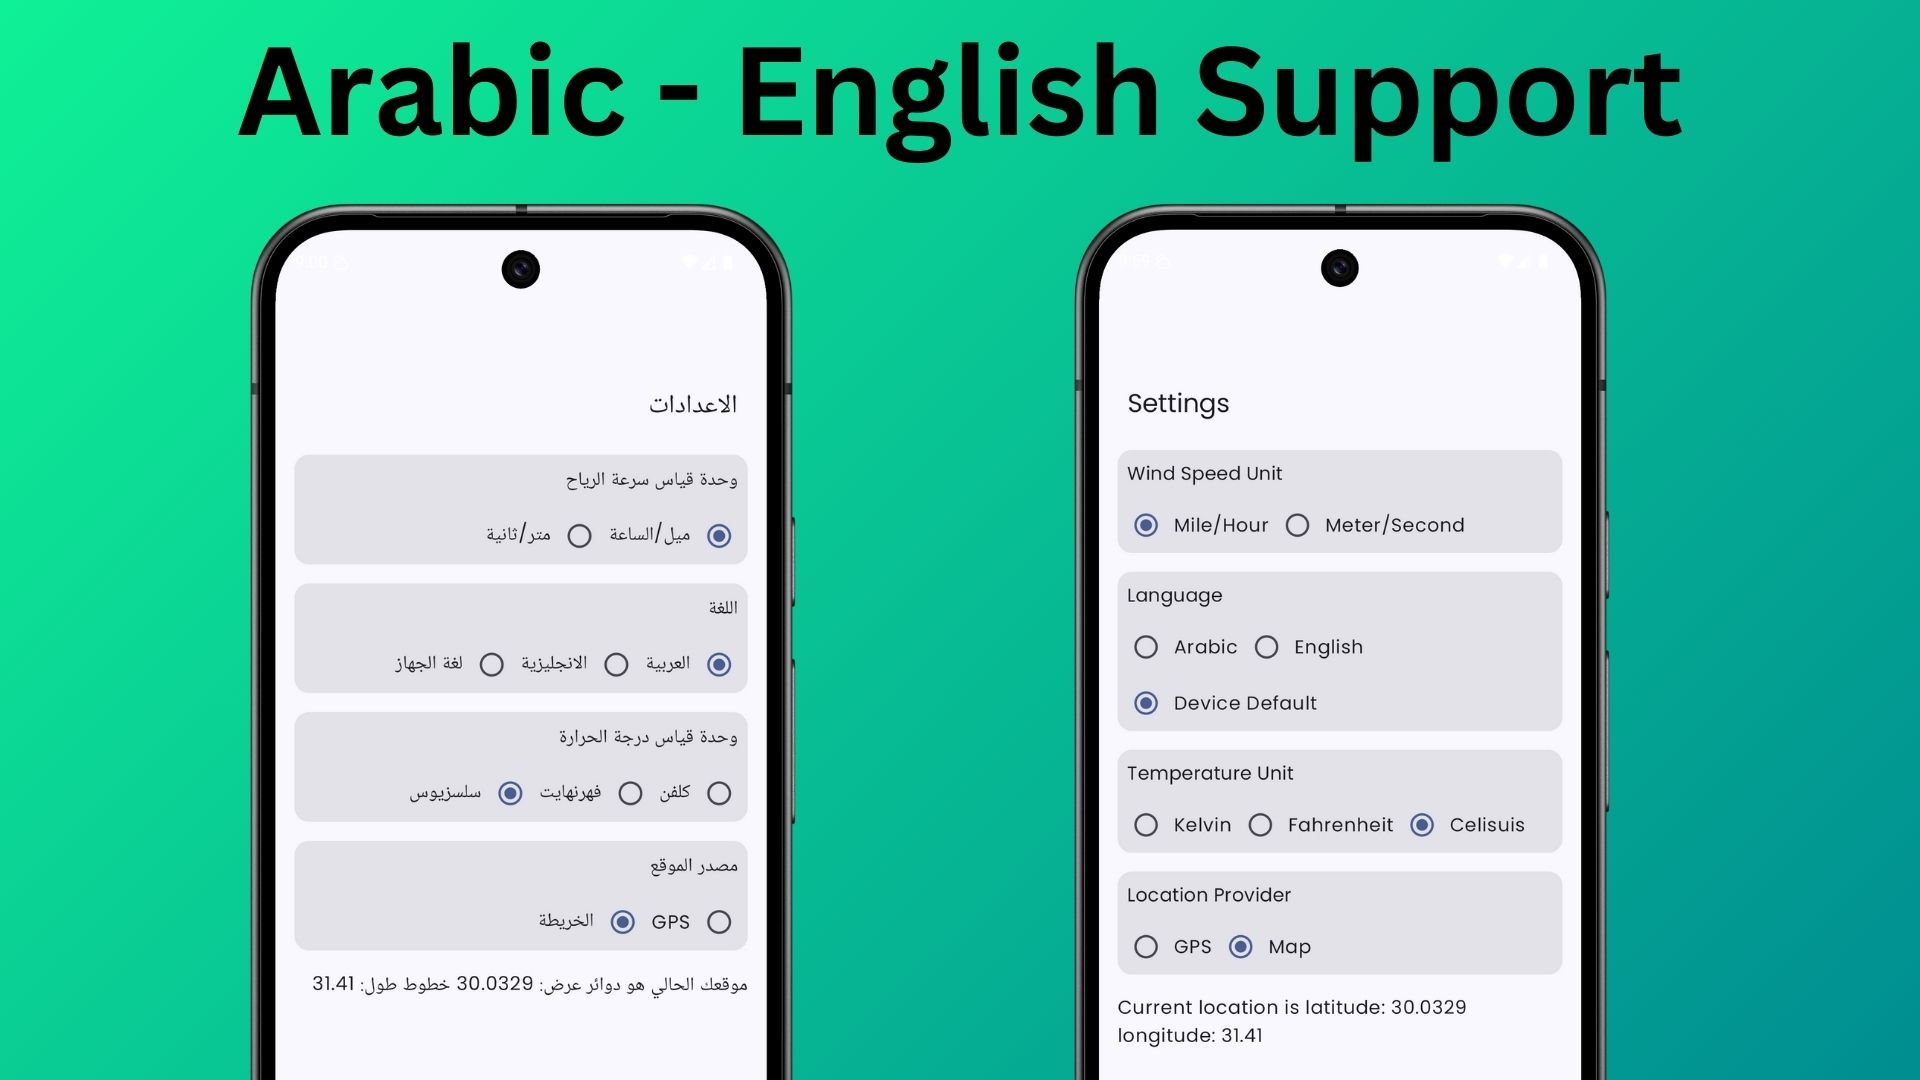 Arabic - English Support
9:00
الاعدادات
وحدة قياس سرعة الرياح
ميل/الساعة متر/ثانية
اللغة
العربية الانجليزية لغة الجهاز
وحدة قياس درجة الحرارة
كلفن فهرنهايت سلسزيوس
مصدر الموقع
GPS الخريطة
موقعك الحالي هو دوائر عرض: 30.0329 خطوط طول: 31.41
Settings
Wind Speed Unit
Mile/Hour Meter/Second
Language
Arabic English
Device Default
Temperature Unit
Kelvin Fahrenheit Celisuis
Location Provider
GPS Map
Current location is latitude: 30.0329
longitude: 31.41